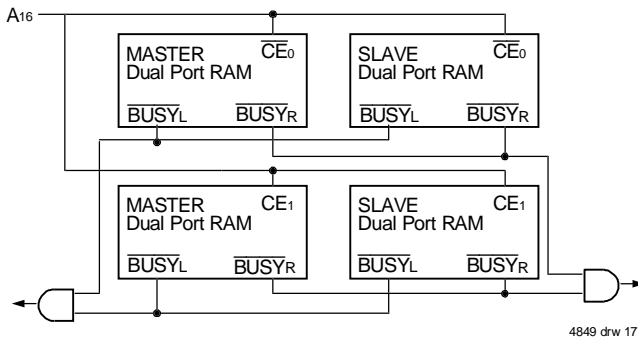 A16
MASTER
Dual Port RAM
CE0
BUSYL
BUSYR
SLAVE
Dual Port RAM
CE0
BUSYL
BUSYR
MASTER
Dual Port RAM
CE1
BUSYL
BUSYR
SLAVE
Dual Port RAM
CE1
BUSYL
BUSYR
4849 drw 17